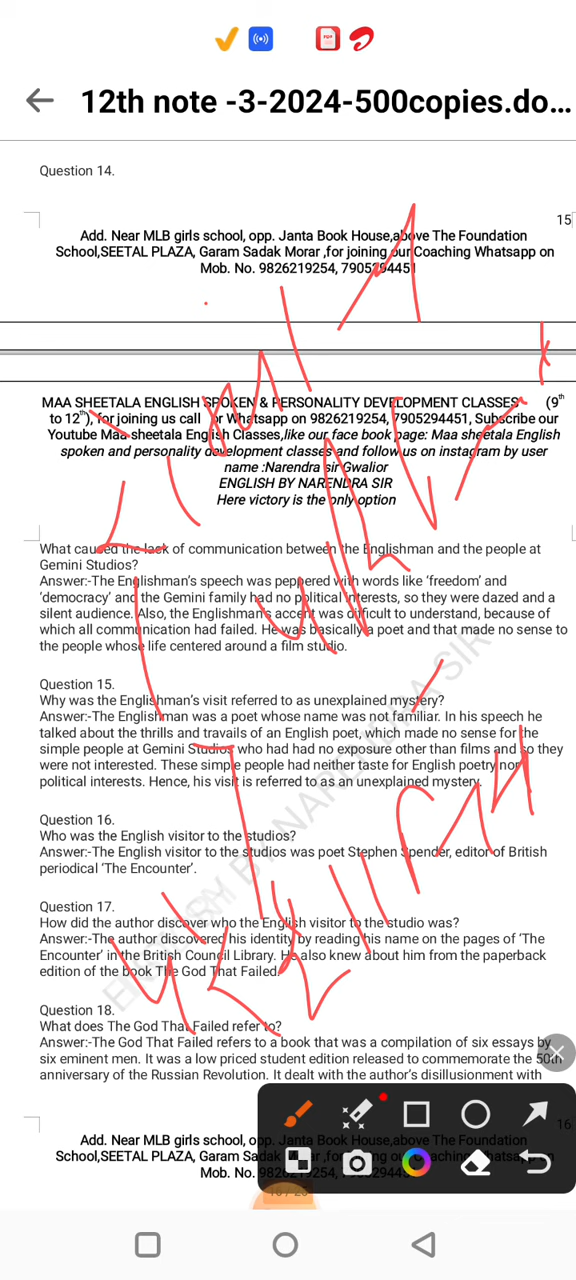 12th note -3-2024-500copies.do...
Question 14.
15
Add. Near MLB girls school, opp. Janta Book House,above The Foundation
School,SEETAL PLAZA, Garam Sadak Morar ,for joining our Coaching Whatsapp on
Mob. No. 9826219254, 7905294451
MAA SHEETALA ENGLISH SPOKEN & PERSONALITY DEVELOPMENT CLASSES (9th
to 12th), for joining us call or Whatsapp on 9826219254, 7905294451, Subscribe our
Youtube Maa sheetala English Classes,like our face book page: Maa sheetala English
spoken and personality development classes and follow us on instagram by user
name :Narendra sir Gwalior
ENGLISH BY NARENDRA SIR
Here victory is the only option
What caused the lack of communication between the Englishman and the people at
Gemini Studios?
Answer:-The Englishman's speech was peppered with words like 'freedom' and
'democracy' and the Gemini family had no political interests, so they were dazed and a
silent audience. Also, the Englishman's accent was difficult to understand, because of
which all communication had failed. He was basically a poet and that made no sense to
the people whose life centered around a film studio.
Question 15.
Why was the Englishman's visit referred to as unexplained mystery?
Answer:-The Englishman was a poet whose name was not familiar. In his speech he
talked about the thrills and travails of an English poet, which made no sense for the
simple people at Gemini Studios who had had no exposure other than films and so they
were not interested. These simple people had neither taste for English poetry nor
political interests. Hence, his visit is referred to as an unexplained mystery.
Question 16.
Who was the English visitor to the studios?
Answer:-The English visitor to the studios was poet Stephen Spender, editor of British
periodical 'The Encounter'.
Question 17.
How did the author discover who the English visitor to the studio was?
Answer:-The author discovered his identity by reading his name on the pages of 'The
Encounter' in the British Council Library. He also knew about him from the paperback
edition of the book The God That Failed.
Question 18.
What does The God That Failed refer to?
Answer:-The God That Failed refers to a book that was a compilation of six essays by
six eminent men. It was a low priced student edition released to commemorate the 50th
anniversary of the Russian Revolution. It dealt with the author's disillusionment with
ENGLISH BY NARENDRA SIR
16
Add. Near MLB girls school, opp. Janta Book House,above The Foundation
School,SEETAL PLAZA, Garam Sadak Morar ,for joining our Coaching Whatsapp on
Mob. No. 9826219254, 7905294451